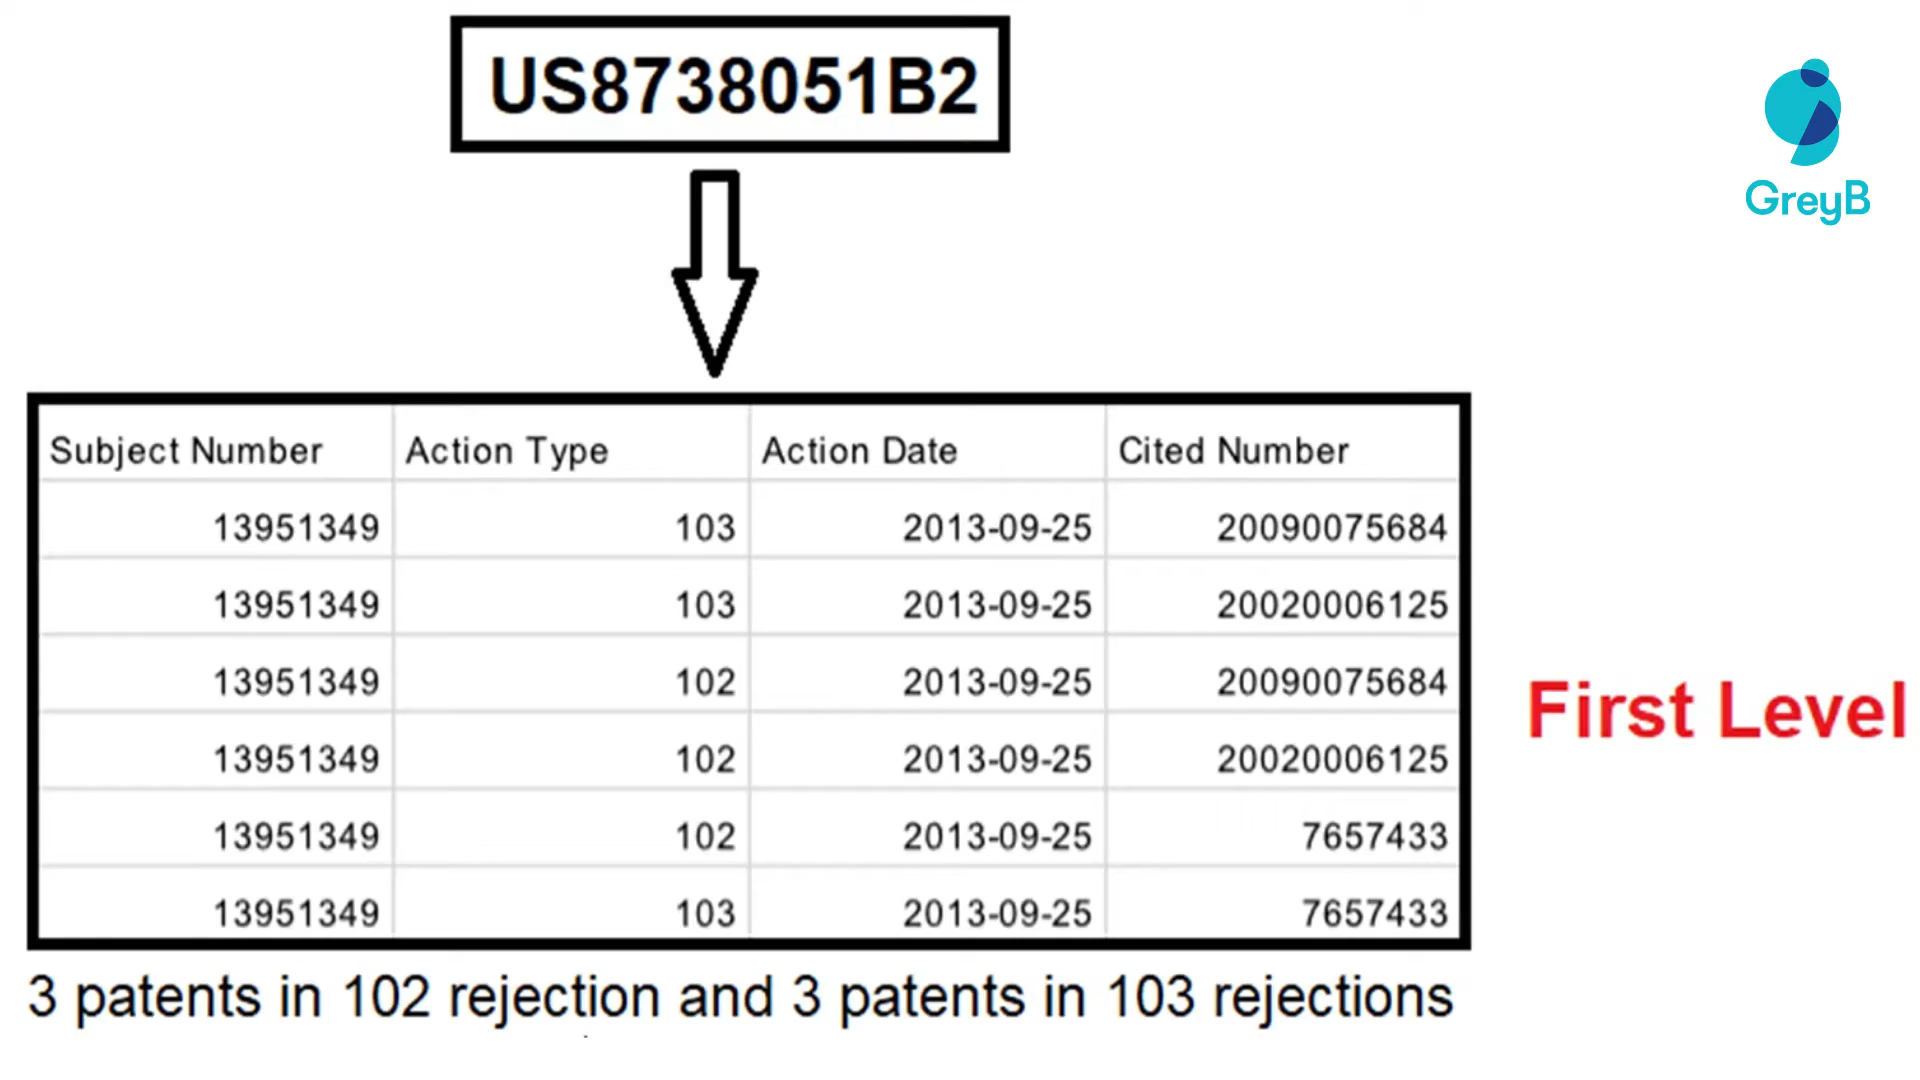 US8738051B2
GreyB
Subject Number Action Type Action Date Cited Number
13951349 103 2013-09-25 20090075684
13951349 103 2013-09-25 20020006125
13951349 102 2013-09-25 20090075684
13951349 102 2013-09-25 20020006125
13951349 102 2013-09-25 7657433
13951349 103 2013-09-25 7657433
First Level
3 patents in 102 rejection and 3 patents in 103 rejections